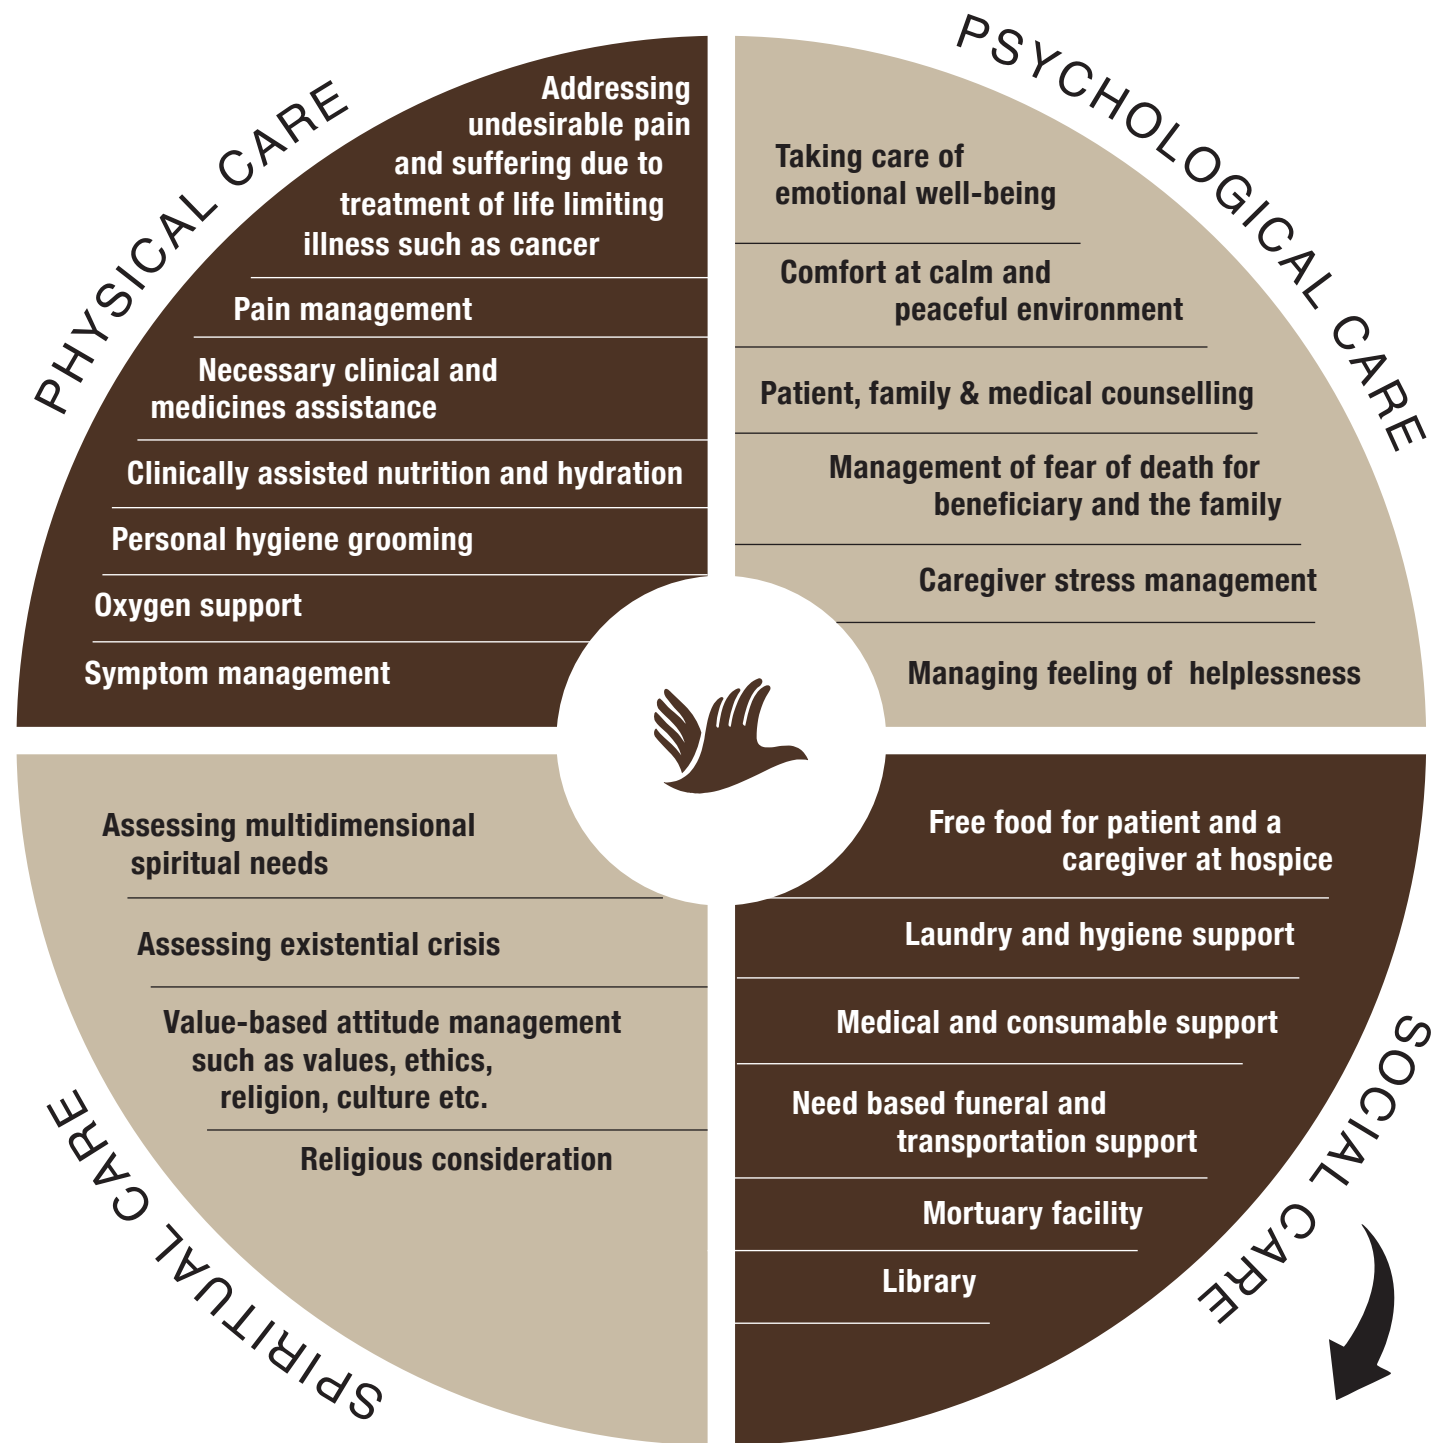 PHYSICAL CARE
Addressing
undesirable pain
and suffering due to
treatment of life limiting
illness such as cancer
Pain management
Necessary clinical and
medicines assistance
Clinically assisted nutrition and hydration
Personal hygiene grooming
Oxygen support
Symptom management
PSYCHOLOGICAL CARE
Taking care of
emotional well-being
Comfort at calm and
peaceful environment
Patient, family & medical counselling
Management of fear of death for
beneficiary and the family
Caregiver stress management
Managing feeling of helplessness
SPIRITUAL CARE
Assessing multidimensional
spiritual needs
Assessing existential crisis
Value-based attitude management
such as values, ethics,
religion, culture etc.
Religious consideration
SOCIAL CARE
Free food for patient and a
caregiver at hospice
Laundry and hygiene support
Medical and consumable support
Need based funeral and
transportation support
Mortuary facility
Library